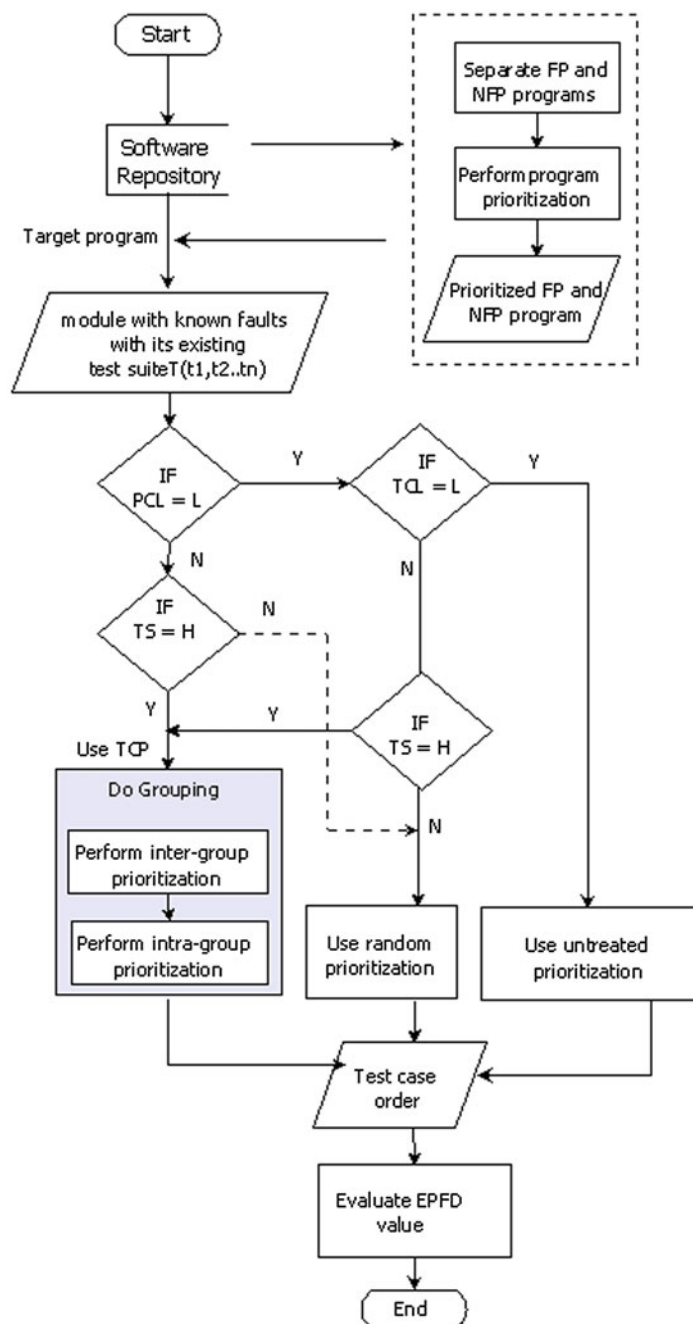 Start
Separate FP and
NFP programs
Software
Repository
Perform program
prioritization
Target program
Prioritized FP and
NFP program
module with known faults
with its existing
test suiteT(t1,t2..tn)
IF
PCL = L
Y
IF
TCL = L
Y
N
N
IF
TS = H
N
Y
Y
IF
TS = H
Use TCP
N
Do Grouping
Perform inter-group
prioritization
Perform intra-group
prioritization
Use random
prioritization
Use untreated
prioritization
Test case
order
Evaluate EPFD
value
End